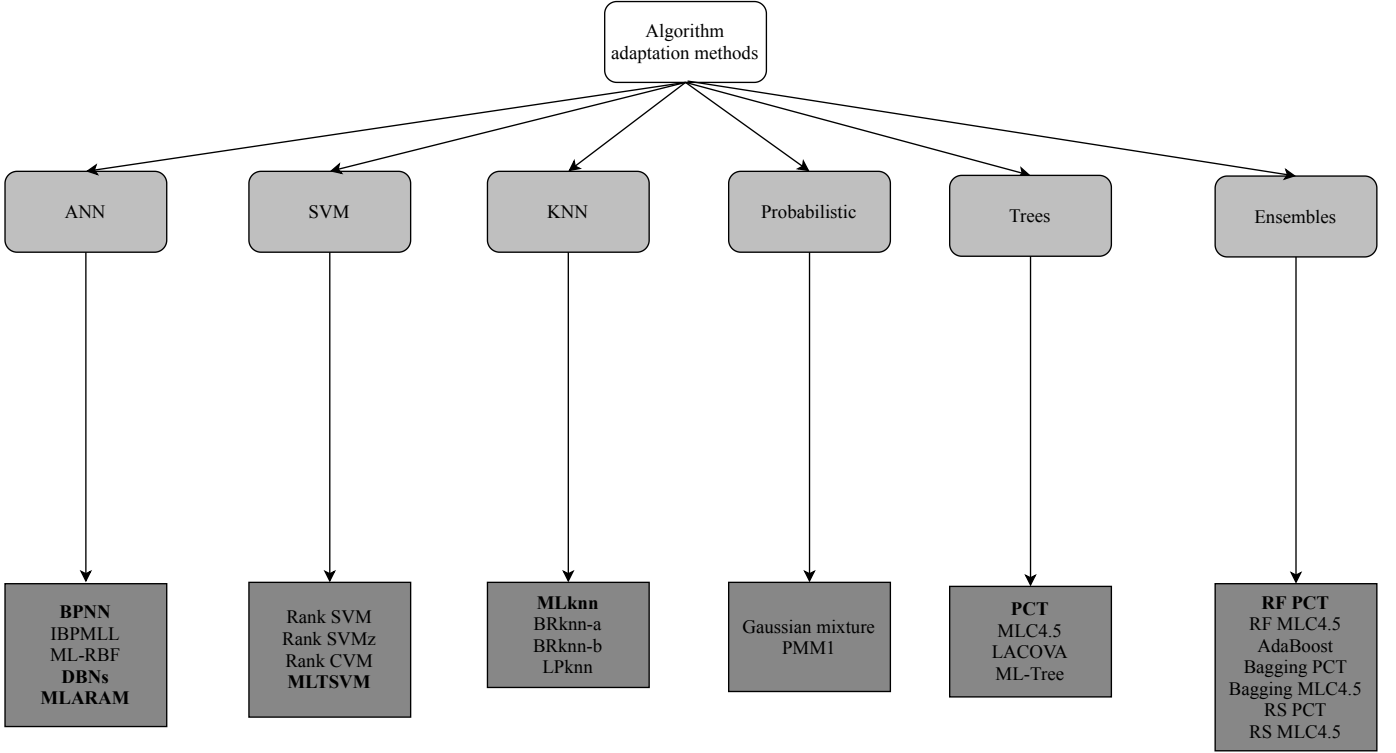 Algorithm
adaptation methods
ANN
SVM
KNN
Probabilistic
Trees
Ensembles
BPNN
IBPMLL
ML-RBF
DBNs
MLARAM
Rank SVM
Rank SVMz
Rank CVM
MLTSVM
MLknn
BRknn-a
BRknn-b
LPknn
Gaussian mixture
PMM1
PCT
MLC4.5
LACOVA
ML-Tree
RF PCT
RF MLC4.5
AdaBoost
Bagging PCT
Bagging MLC4.5
RS PCT
RS MLC4.5